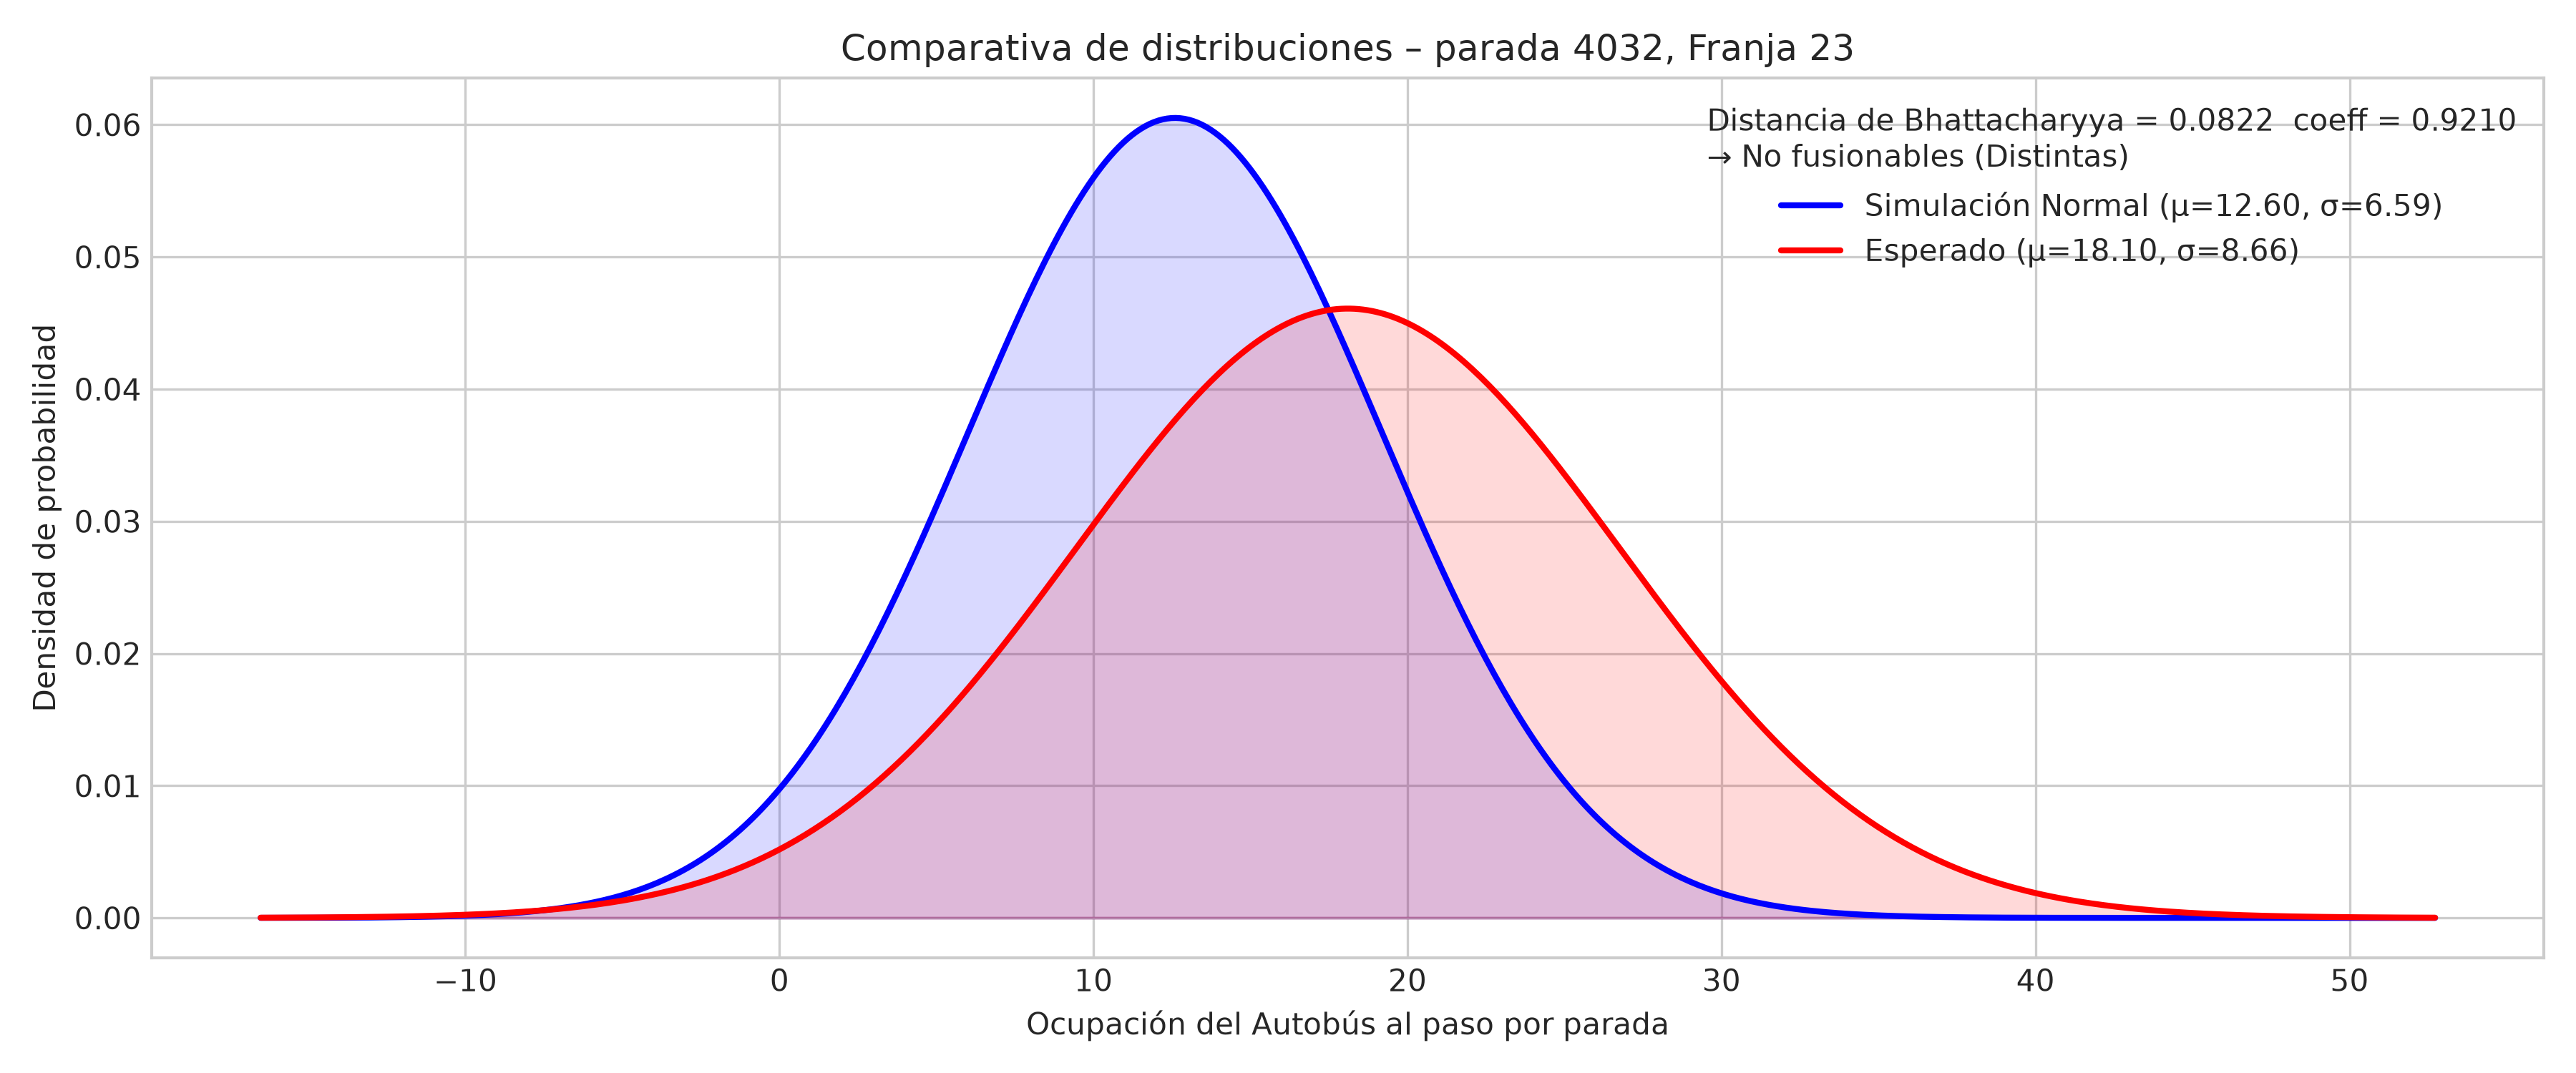 Comparativa de distribuciones – parada 4032, Franja 23
Distancia de Bhattacharyya = 0.0822  coeff = 0.9210
→ No fusionables (Distintas)
Simulación Normal (μ=12.60, σ=6.59)
Esperado (μ=18.10, σ=8.66)
Densidad de probabilidad
0.06
0.05
0.04
0.03
0.02
0.01
0.00
−10 0 10 20 30 40 50
Ocupación del Autobús al paso por parada